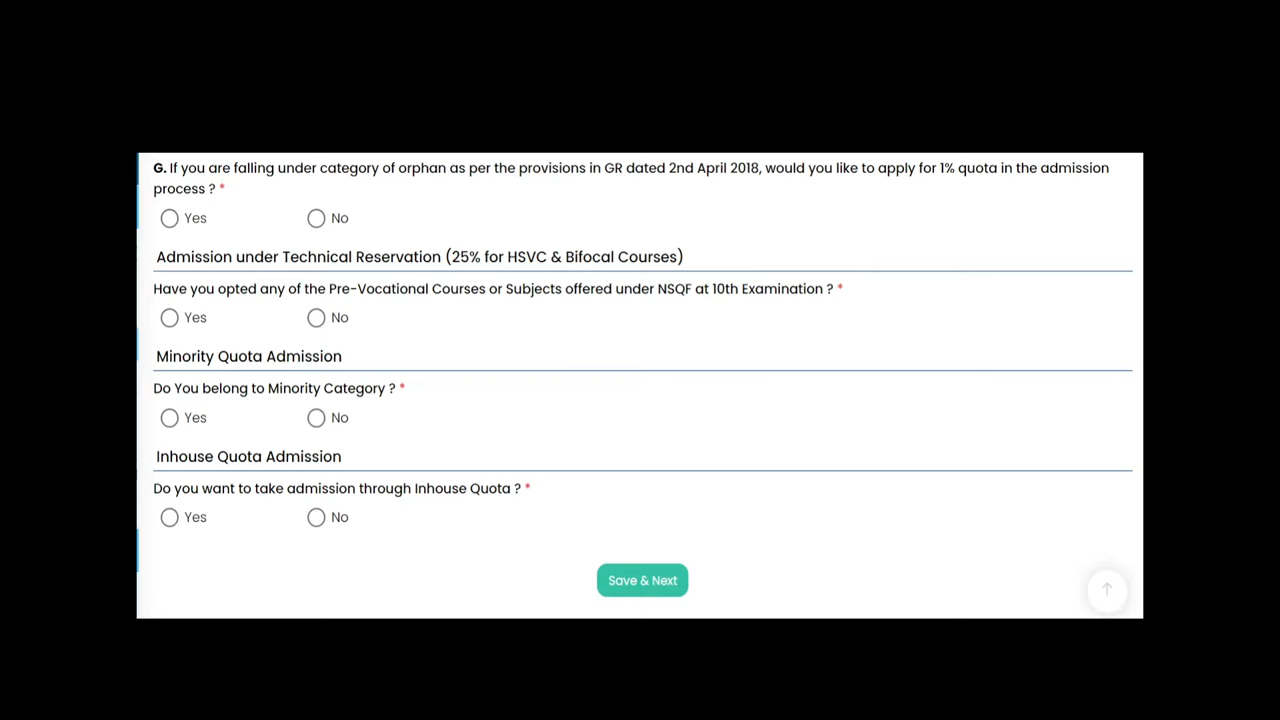 G. If you are falling under category of orphan as per the provisions in GR dated 2nd April 2018, would you like to apply for 1% quota in the admission
process ? *
Yes No
Admission under Technical Reservation (25% for HSVC & Bifocal Courses)
Have you opted any of the Pre-Vocational Courses or Subjects offered under NSQF at 10th Examination ? *
Yes No
Minority Quota Admission
Do You belong to Minority Category ? *
Yes No
Inhouse Quota Admission
Do you want to take admission through Inhouse Quota ? *
Yes No
Save & Next